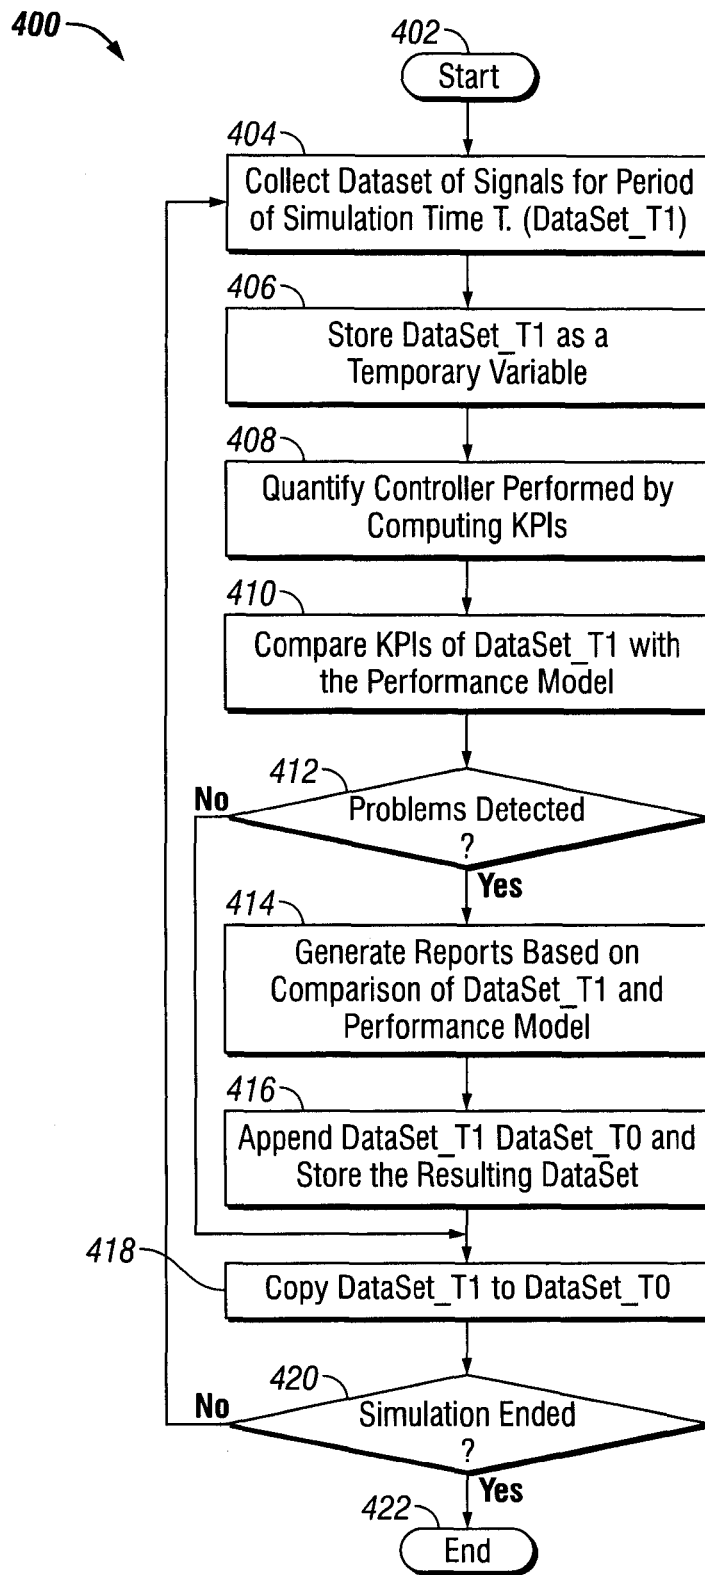 400
402
Start
404
Collect Dataset of Signals for Period
of Simulation Time T. (DataSet_T1)
406
Store DataSet_T1 as a
Temporary Variable
408
Quantify Controller Performed by
Computing KPIs
410
Compare KPIs of DataSet_T1 with
the Performance Model
412
No
Problems Detected
?
Yes
414
Generate Reports Based on
Comparison of DataSet_T1 and
Performance Model
416
Append DataSet_T1 DataSet_T0 and
Store the Resulting DataSet
418
Copy DataSet_T1 to DataSet_T0
420
No
Simulation Ended
?
Yes
422
End